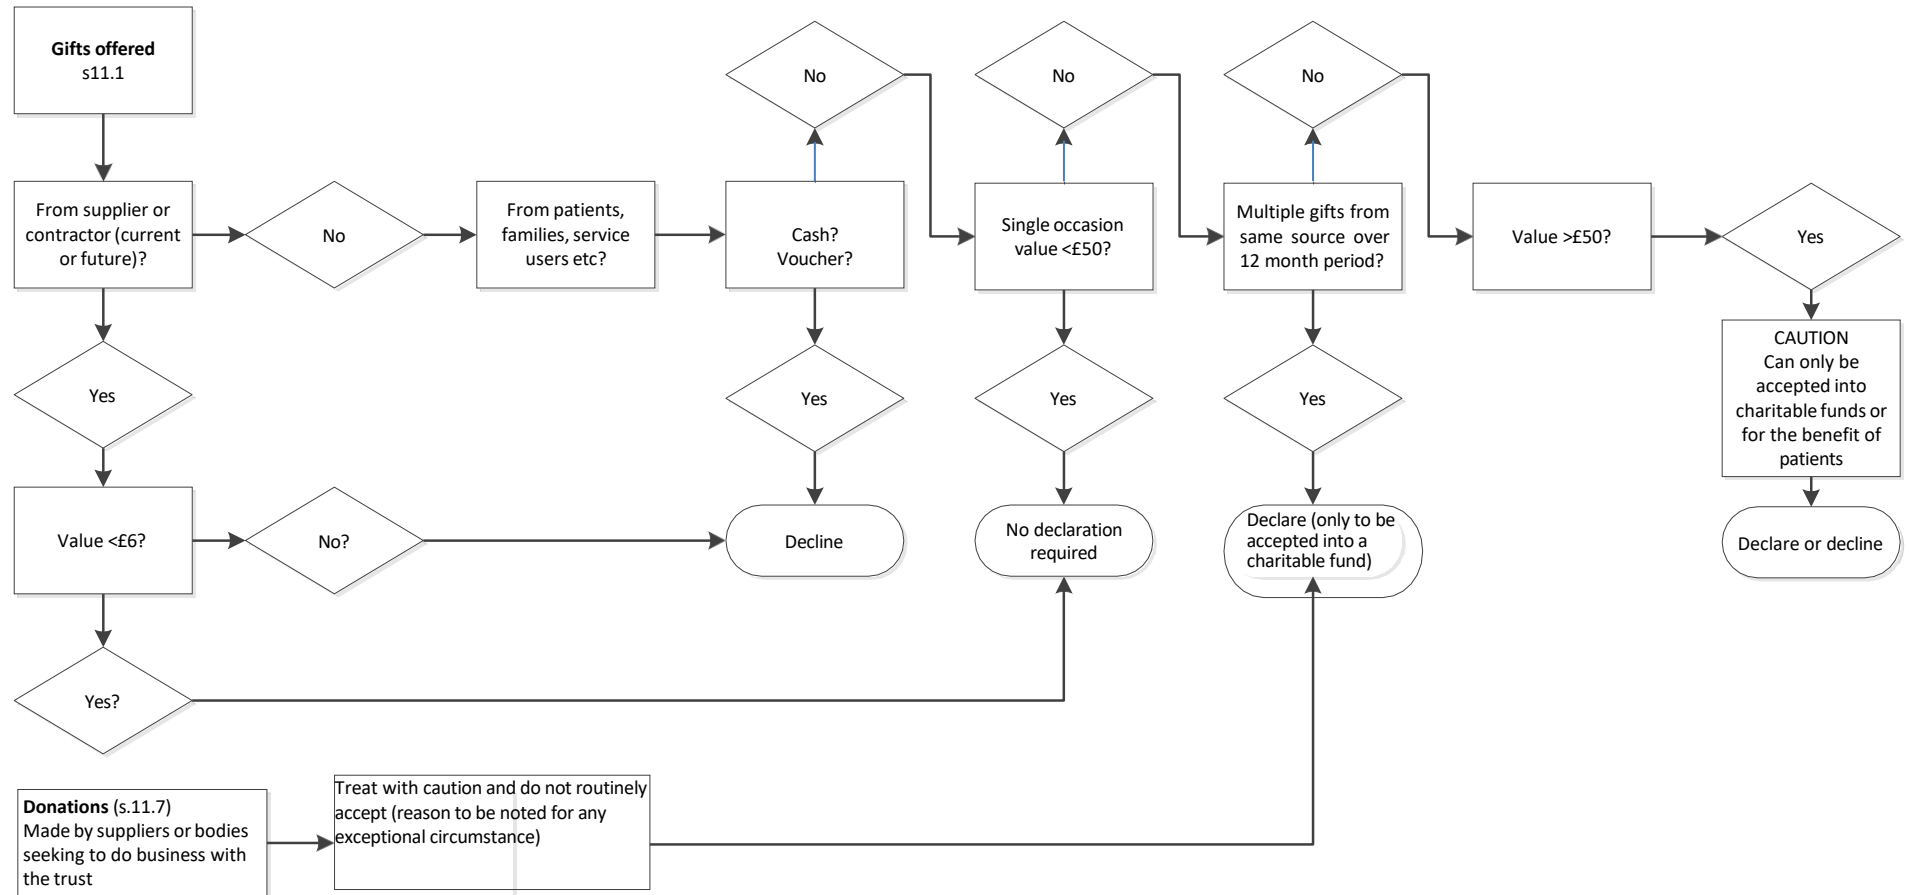 Gifts offered
s11.1
No
No
No
From supplier or
contractor (current
or future)?
No
From patients,
families, service
users etc?
Cash?
Voucher?
Single occasion
value <£50?
Multiple gifts from
same source over
12 month period?
Value >£50?
Yes
Yes
Yes
Yes
Yes
CAUTION
Can only be
accepted into
charitable funds or
for the benefit of
patients
Value <£6?
No?
Decline
No declaration
required
Declare (only to be
accepted into a
charitable fund)
Declare or decline
Yes?
Donations (s.11.7)
Made by suppliers or bodies
seeking to do business with
the trust
Treat with caution and do not routinely
accept (reason to be noted for any
exceptional circumstance)